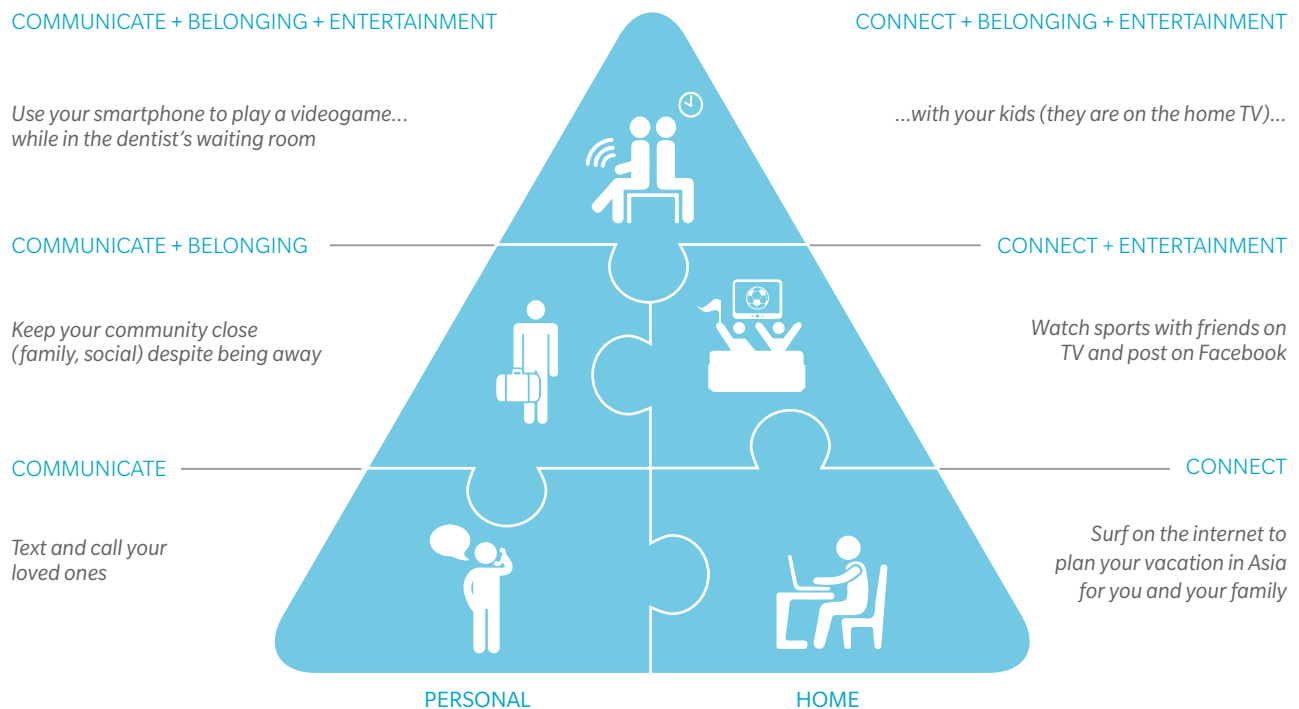 COMMUNICATE + BELONGING + ENTERTAINMENT
CONNECT + BELONGING + ENTERTAINMENT
Use your smartphone to play a videogame...
while in the dentist's waiting room
...with your kids (they are on the home TV)...
COMMUNICATE + BELONGING
CONNECT + ENTERTAINMENT
Keep your community close
(family, social) despite being away
Watch sports with friends on
TV and post on Facebook
COMMUNICATE
CONNECT
Text and call your
loved ones
Surf on the internet to
plan your vacation in Asia
for you and your family
PERSONAL
HOME